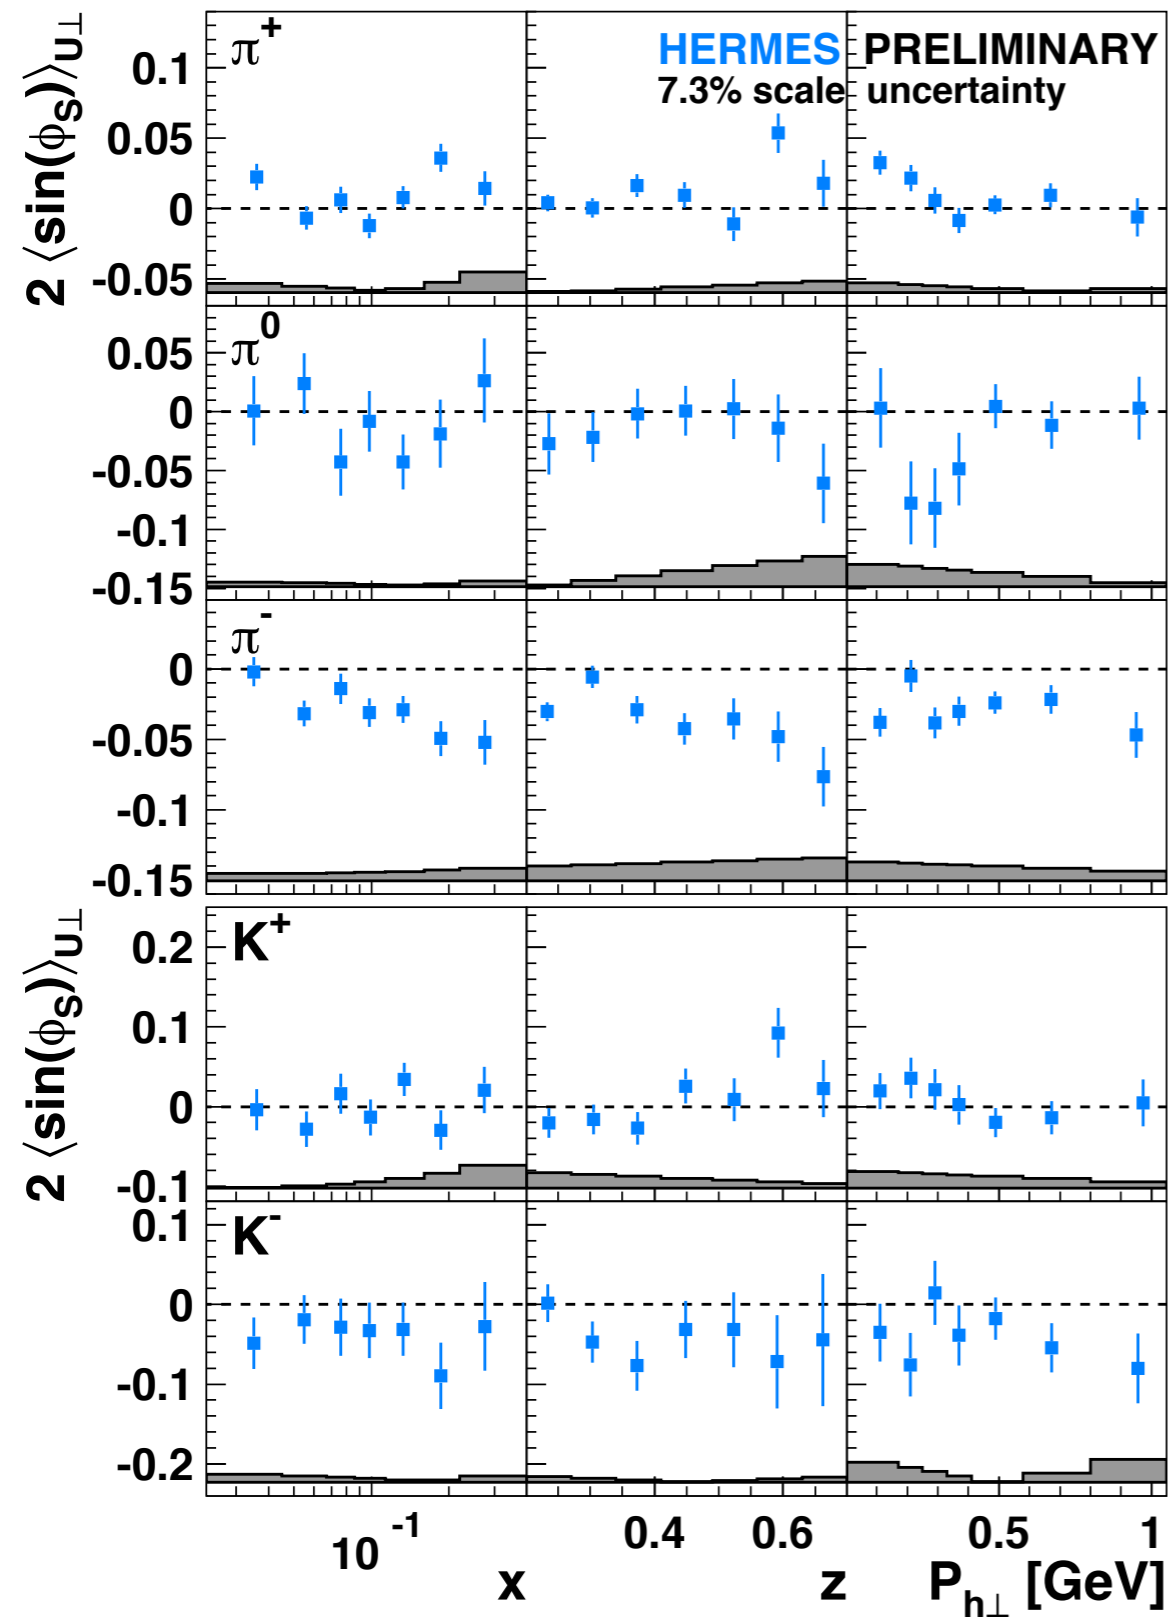 2 ⟨sin(ϕS)⟩U⊥
π+
HERMES PRELIMINARY
7.3% scale uncertainty
0.1
0.05
0
-0.05
π0
0.05
0
-0.05
-0.1
-0.15
π-
0
-0.05
-0.1
-0.15
2 ⟨sin(ϕS)⟩U⊥
K+
0.2
0.1
0
-0.1
K-
0.1
0
-0.1
-0.2
10-1 0.4 0.6 0.5 1
x z Ph⊥ [GeV]